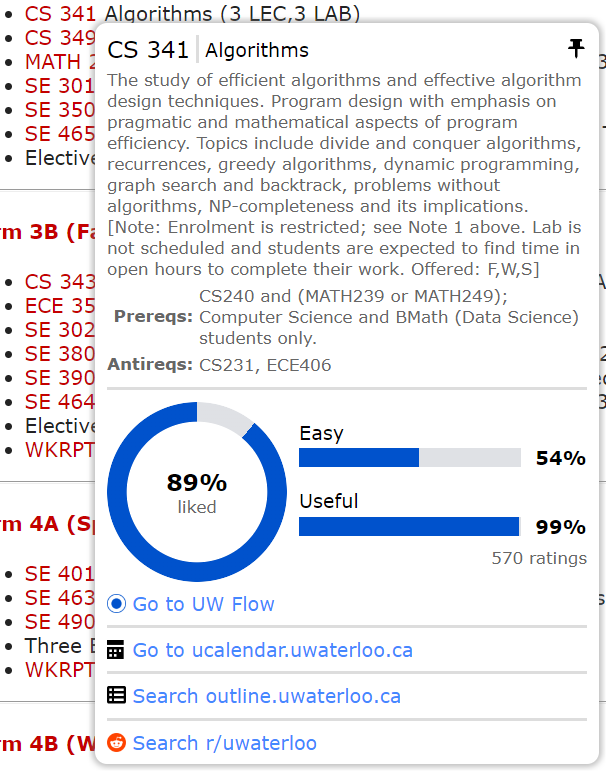 CS 341 Algorithms (3 LEC,3 LAB)
CS 349
MATH 2
SE 301
SE 350
SE 465
Elective
CS 341 Algorithms
The study of efficient algorithms and effective algorithm
design techniques. Program design with emphasis on
pragmatic and mathematical aspects of program
efficiency. Topics include divide and conquer algorithms,
recurrences, greedy algorithms, dynamic programming,
graph search and backtrack, problems without
algorithms, NP-completeness and its implications.
[Note: Enrolment is restricted; see Note 1 above. Lab is
not scheduled and students are expected to find time in
open hours to complete their work. Offered: F,W,S]
Prereqs: CS240 and (MATH239 or MATH249);
Computer Science and BMath (Data Science)
students only.
Antireqs: CS231, ECE406
89%
liked
Easy 54%
Useful 99%
570 ratings
Go to UW Flow
Go to ucalendar.uwaterloo.ca
Search outline.uwaterloo.ca
Search r/uwaterloo
rm 3B (Fa
CS 343
ECE 35
SE 302
SE 380
SE 390
SE 464
Elective
WKRPT
rm 4A (Sp
SE 401
SE 463
SE 490
Three E
WKRPT
rm 4B (W